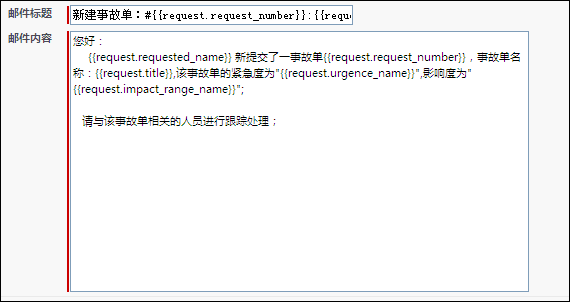 邮件标题
新建事故单：#{{request.request_number}}:{{requ
邮件内容
您好：
{{request.requested_name}} 新提交了一事故单{{request.request_number}}，事故单名
称：{{request.title}},该事故单的紧急度为"{{request.urgence_name}}",影响度为"
{{request.impact_range_name}}";
请与该事故单相关的人员进行跟踪处理；